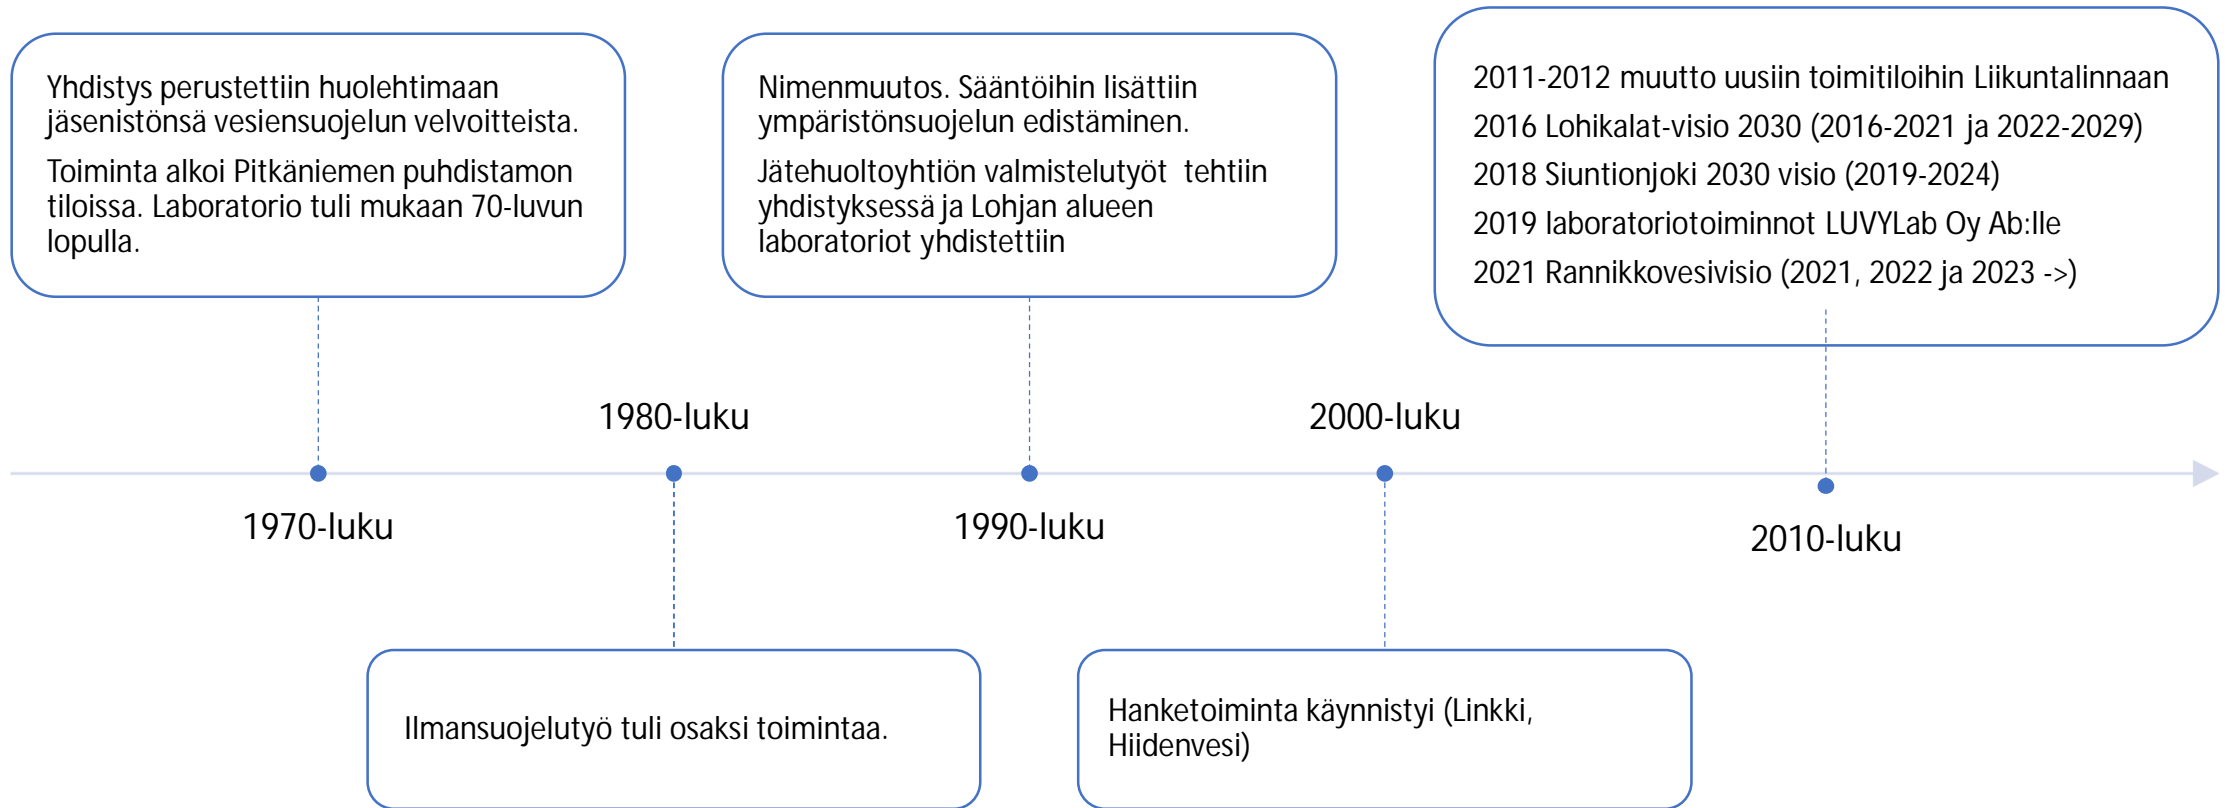 Yhdistys perustettiin huolehtimaan
jäsenistönsä vesiensuojelun velvoitteista.
Toiminta alkoi Pitkäniemen puhdistamon
tiloissa. Laboratorio tuli mukaan 70-luvun
lopulla.
Nimenmuutos. Sääntöihin lisättiin
ympäristönsuojelun edistäminen.
Jätehuoltoyhtiön valmistelutyöt tehtiin
yhdistyksessä ja Lohjan alueen
laboratoriot yhdistettiin
2011-2012 muutto uusiin toimitiloihin Liikuntalinnaan
2016 Lohikalat-visio 2030 (2016-2021 ja 2022-2029)
2018 Siuntionjoki 2030 visio (2019-2024)
2019 laboratoriotoiminnot LUVYLab Oy Ab:lle
2021 Rannikkovesivisio (2021, 2022 ja 2023 ->)
1980-luku
2000-luku
1970-luku
1990-luku
2010-luku
Ilmansuojelutyö tuli osaksi toimintaa.
Hanketoiminta käynnistyi (Linkki,
Hiidenvesi)